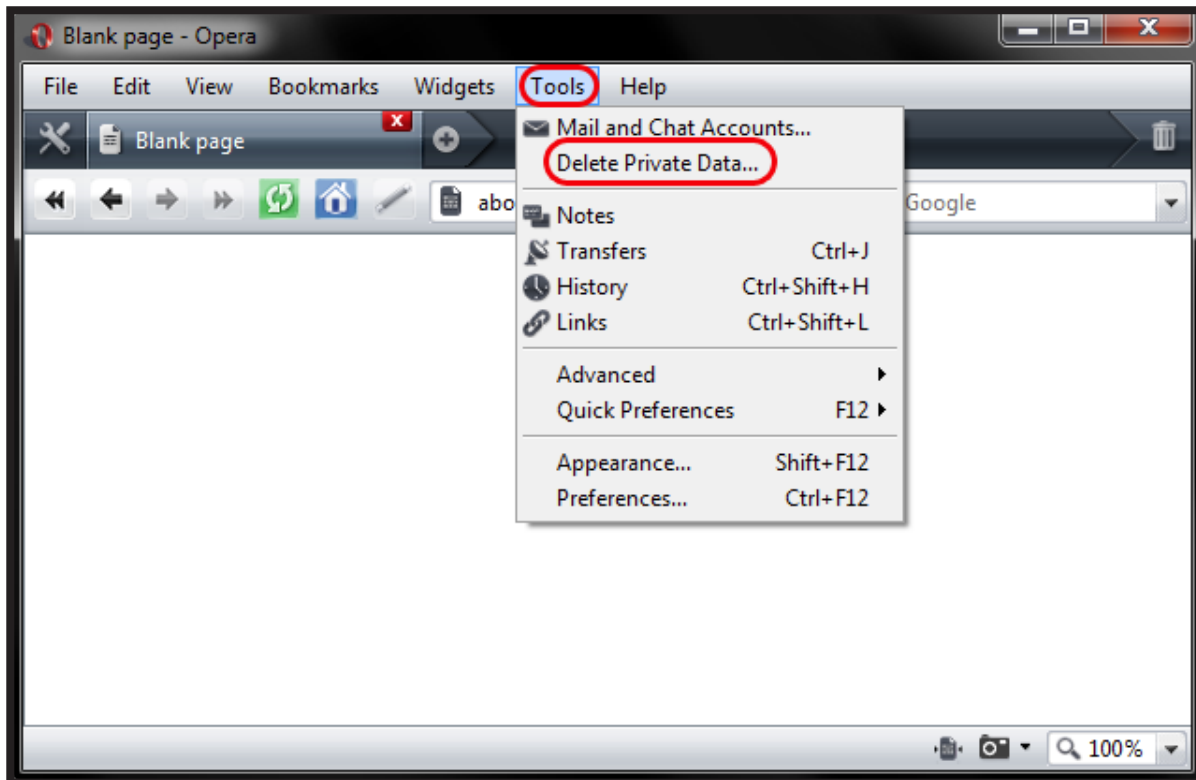 Blank page - Opera
File Edit View Bookmarks Widgets Tools Help
Blank page
Mail and Chat Accounts...
Delete Private Data...
abo
Google
Notes
Transfers Ctrl+J
History Ctrl+Shift+H
Links Ctrl+Shift+L
Advanced
Quick Preferences F12
Appearance... Shift+F12
Preferences... Ctrl+F12
100%